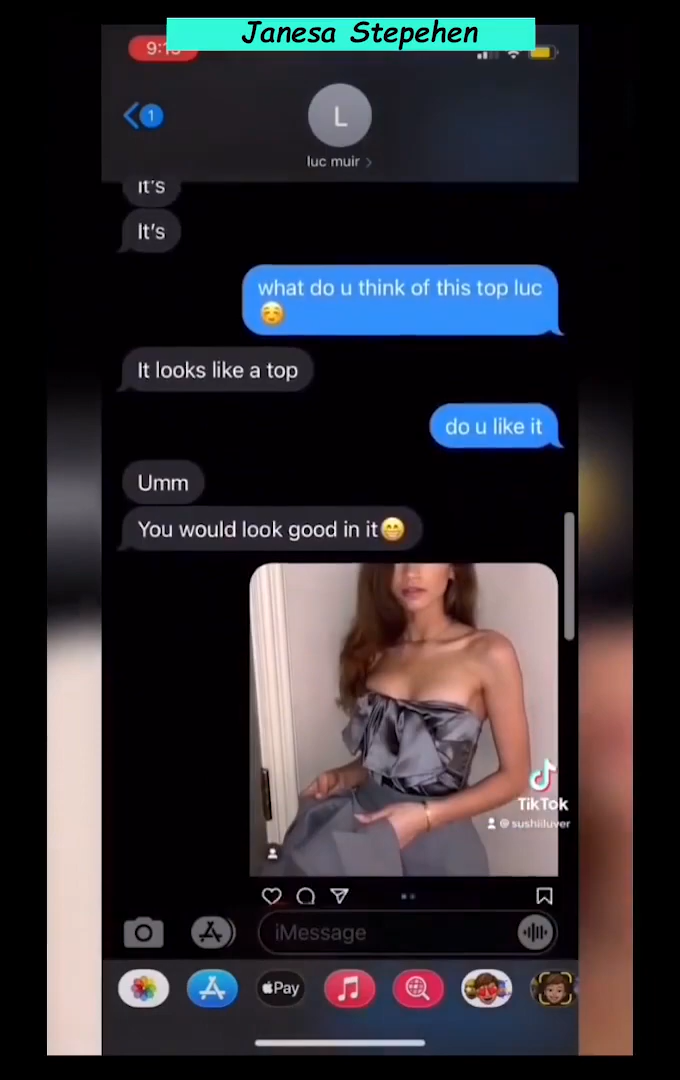 Janesa Stepehen
1
L
luc muir >
It's
It's
what do u think of this top luc
☺️
It looks like a top
do u like it
Umm
You would look good in it😁
TikTok
@sushiiluver
iMessage
Pay